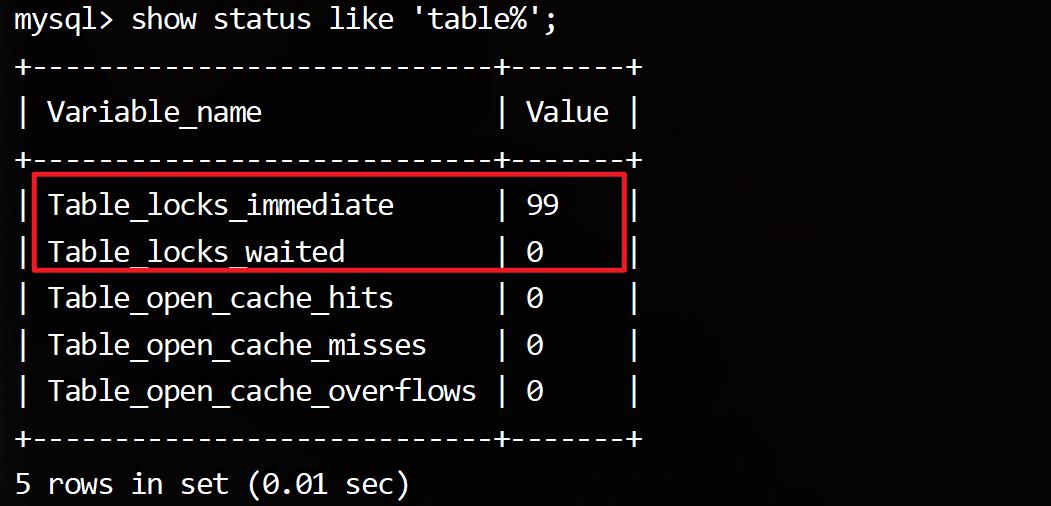 mysql> show status like 'table%';
+----------------------------+-------+
| Variable_name              | Value |
+----------------------------+-------+
| Table_locks_immediate      | 99    |
| Table_locks_waited         | 0     |
| Table_open_cache_hits      | 0     |
| Table_open_cache_misses    | 0     |
| Table_open_cache_overflows | 0     |
+----------------------------+-------+
5 rows in set (0.01 sec)